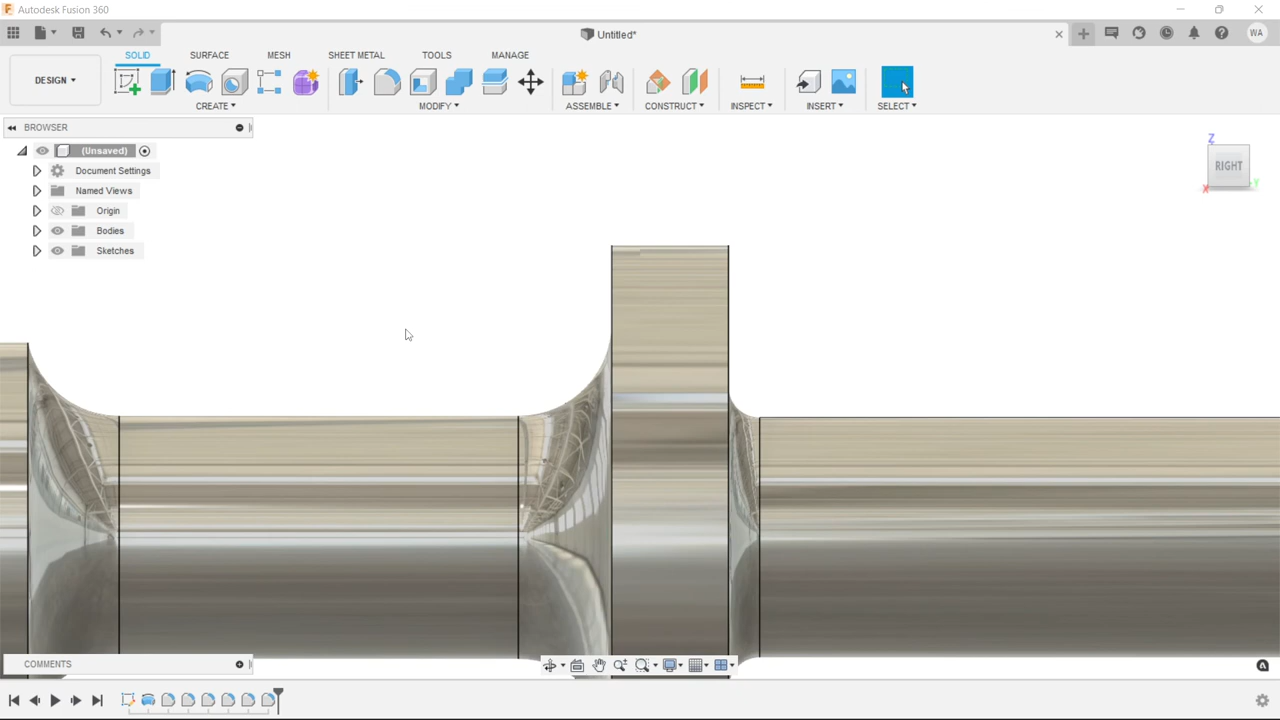 Autodesk Fusion 360
Untitled*
WA
DESIGN
SOLID
SURFACE
MESH
SHEET METAL
TOOLS
MANAGE
CREATE
MODIFY
ASSEMBLE
CONSTRUCT
INSPECT
INSERT
SELECT
BROWSER
(Unsaved)
Document Settings
Named Views
Origin
Bodies
Sketches
Z
RIGHT
X
Y
COMMENTS